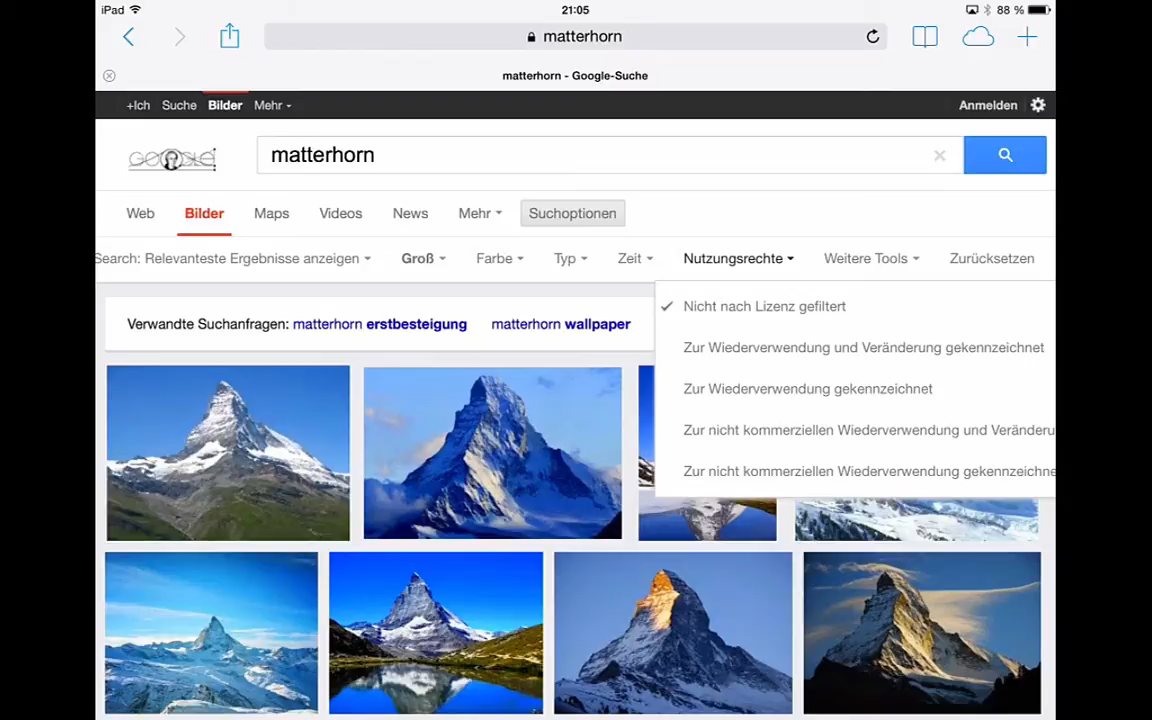 iPad 21:05 88 %
matterhorn
matterhorn - Google-Suche
+Ich Suche Bilder Mehr Anmelden
GOOGLE matterhorn
Web Bilder Maps Videos News Mehr Suchoptionen
Search: Relevanteste Ergebnisse anzeigen Groß Farbe Typ Zeit Nutzungsrechte Weitere Tools Zurücksetzen
Nicht nach Lizenz gefiltert
Verwandte Suchanfragen: matterhorn erstbesteigung matterhorn wallpaper
Zur Wiederverwendung und Veränderung gekennzeichnet
Zur Wiederverwendung gekennzeichnet
Zur nicht kommerziellen Wiederverwendung und Veränderu
Zur nicht kommerziellen Wiederverwendung gekennzeichne